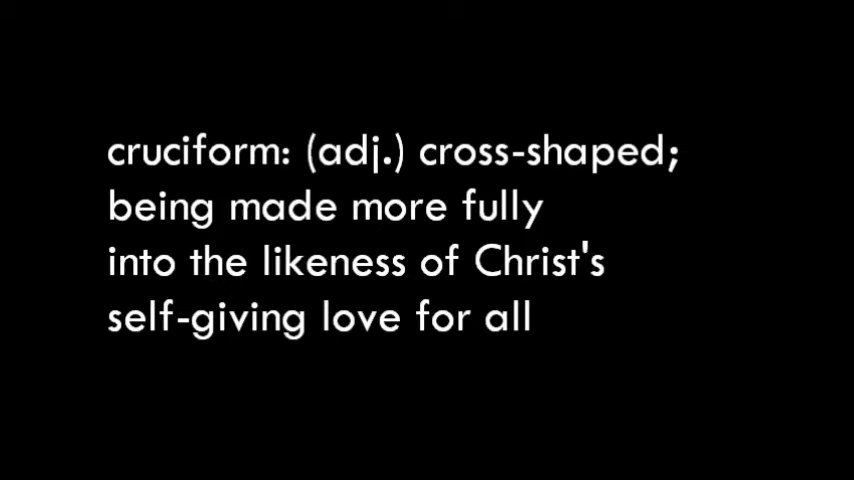 cruciform: (adj.) cross-shaped;
being made more fully
into the likeness of Christ's
self-giving love for all